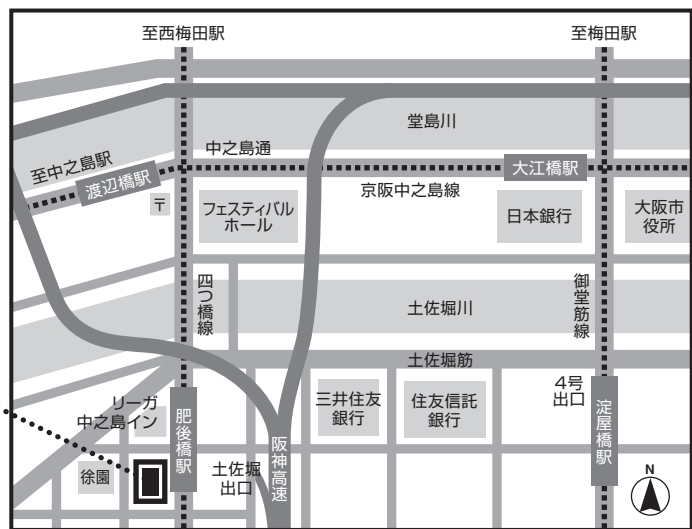 至西梅田駅
至梅田駅
堂島川
中之島通
至中之島駅
渡辺橋駅
大江橋駅
京阪中之島線
〒
フェスティバル
ホール
日本銀行
大阪市
役所
四つ橋線
土佐堀川
御堂筋線
土佐堀筋
4号
出口
三井住友
銀行
住友信託
銀行
リーガ
中之島イン
肥後橋駅
淀屋橋駅
阪神高速
土佐堀
出口
徐園
N